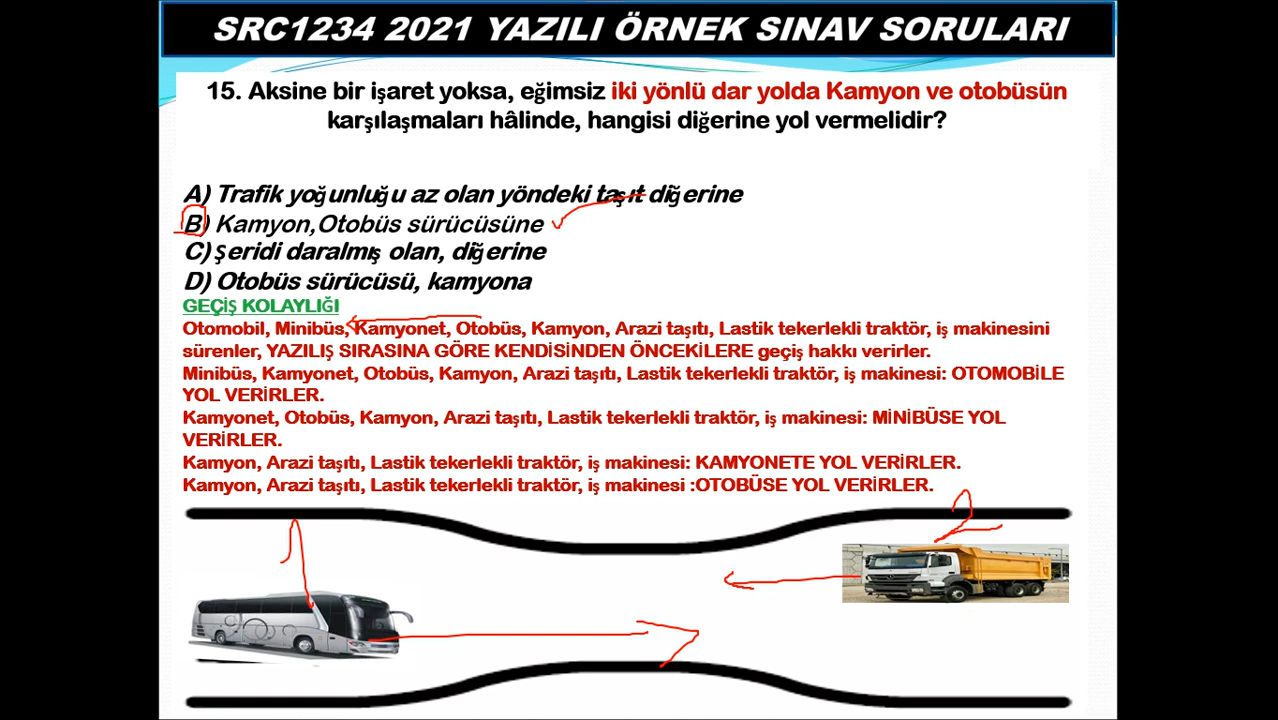 SRC1234 2021 YAZILI ÖRNEK SINAV SORULARI
15. Aksine bir işaret yoksa, eğimsiz iki yönlü dar yolda Kamyon ve otobüsün
karşılaşmaları hâlinde, hangisi diğerine yol vermelidir?
A) Trafik yoğunluğu az olan yöndeki taşıt diğerine
B) Kamyon,Otobüs sürücüsüne
C) Şeridi daralmış olan, diğerine
D) Otobüs sürücüsü, kamyona
GEÇİŞ KOLAYLIĞI
Otomobil, Minibüs, Kamyonet, Otobüs, Kamyon, Arazi taşıtı, Lastik tekerlekli traktör, iş makinesini
sürenler, YAZILIŞ SIRASINA GÖRE KENDİSİNDEN ÖNCEKİLERE geçiş hakkı verirler.
Minibüs, Kamyonet, Otobüs, Kamyon, Arazi taşıtı, Lastik tekerlekli traktör, iş makinesi: OTOMOBİLE
YOL VERİRLER.
Kamyonet, Otobüs, Kamyon, Arazi taşıtı, Lastik tekerlekli traktör, iş makinesi: MİNİBÜSE YOL
VERİRLER.
Kamyon, Arazi taşıtı, Lastik tekerlekli traktör, iş makinesi: KAMYONETE YOL VERİRLER.
Kamyon, Arazi taşıtı, Lastik tekerlekli traktör, iş makinesi :OTOBÜSE YOL VERİRLER.
1
2